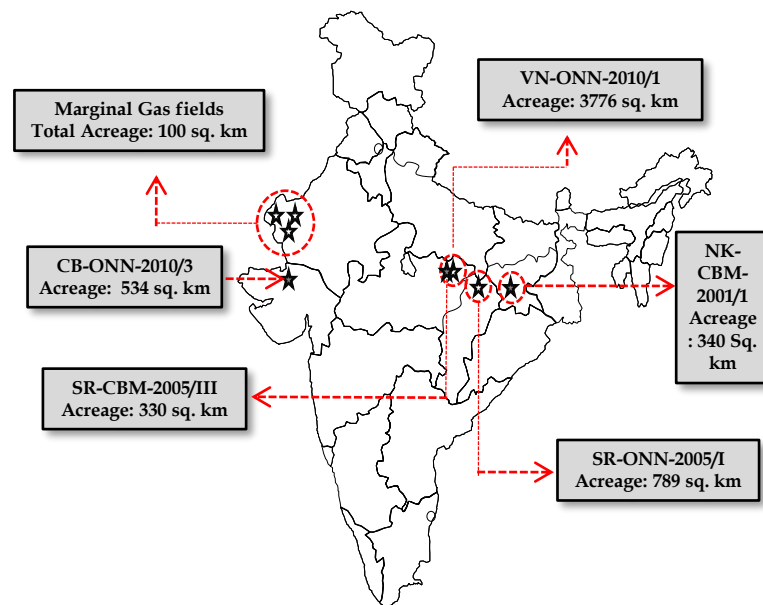 VN-ONN-2010/1
Acreage: 3776 sq. km
Marginal Gas fields
Total Acreage: 100 sq. km
CB-ONN-2010/3
Acreage: 534 sq. km
NK-
CBM-
2001/1
Acreage
: 340 Sq.
km
SR-CBM-2005/III
Acreage: 330 sq. km
SR-ONN-2005/I
Acreage: 789 sq. km